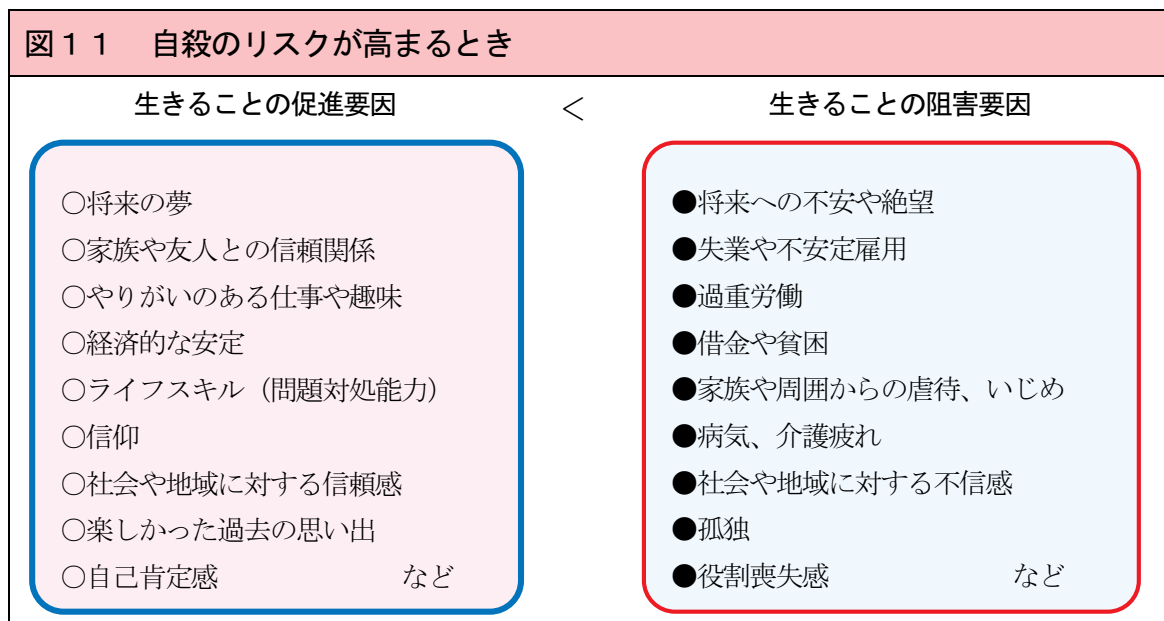 図11 自殺のリスクが高まるとき
生きることの促進要因 < 生きることの阻害要因
○将来の夢
○家族や友人との信頼関係
○やりがいのある仕事や趣味
○経済的な安定
○ライフスキル（問題対処能力）
○信仰
○社会や地域に対する信頼感
○楽しかった過去の思い出
○自己肯定感 など
●将来への不安や絶望
●失業や不安定雇用
●過重労働
●借金や貧困
●家族や周囲からの虐待、いじめ
●病気、介護疲れ
●社会や地域に対する不信感
●孤独
●役割喪失感 など